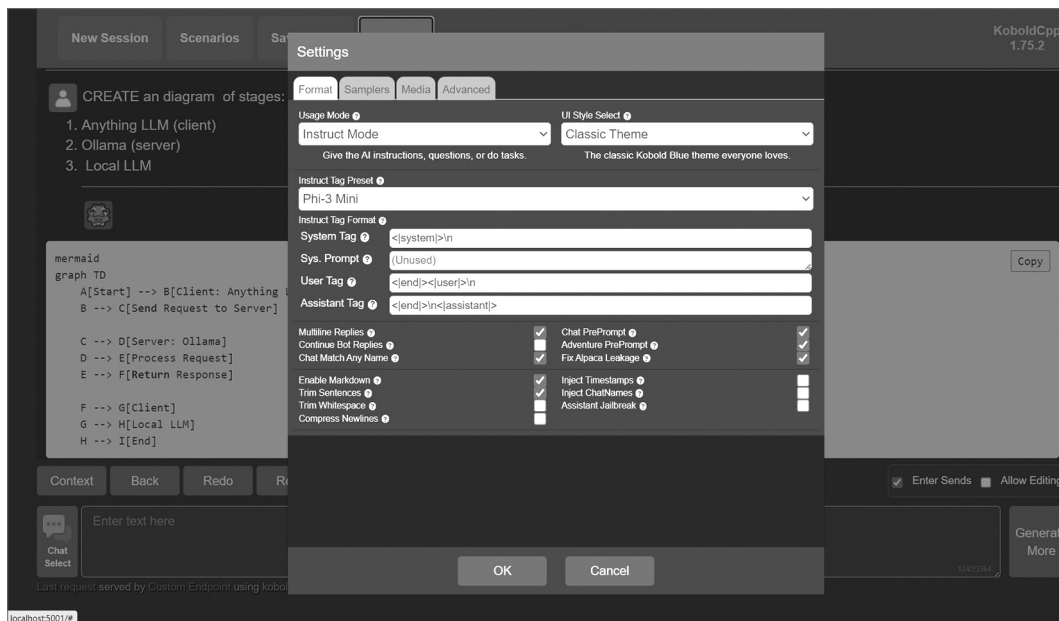 New Session
Scenarios
KoboldCpp
1.75.2
CREATE an diagram of stages:
1. Anything LLM (client)
2. Ollama (server)
3. Local LLM
mermaid
graph TD
A[Start] --> B[Client: Anything
B --> C[Send Request to Server]
C --> D[Server: Ollama]
D --> E[Process Request]
E --> F[Return Response]
F --> G[Client]
G --> H[Local LLM]
H --> I[End]
Copy
Settings
Format Samplers Media Advanced
Usage Mode ?
UI Style Select ?
Instruct Mode
Classic Theme
Give the AI instructions, questions, or do tasks.
The classic Kobold Blue theme everyone loves.
Instruct Tag Preset ?
Phi-3 Mini
Instruct Tag Format ?
System Tag ? <|system|>\n
Sys. Prompt ? (Unused)
User Tag ? <|end|><|user|>\n
Assistant Tag ? <|end|>\n<|assistant|>
Multiline Replies ?
Continue Bot Replies ?
Chat Match Any Name ?
Chat PrePrompt ?
Adventure PrePrompt ?
Fix Alpaca Leakage ?
Enable Markdown ?
Trim Sentences ?
Trim Whitespace ?
Compress Newlines ?
Inject Timestamps ?
Inject ChatNames ?
Assistant Jailbreak ?
OK
Cancel
Context
Back
Redo
Enter Sends
Allow Editing
Enter text here
Chat
Select
124/23364
Generat
More
Last request served by Custom Endpoint using kobol
localhost:5001/#